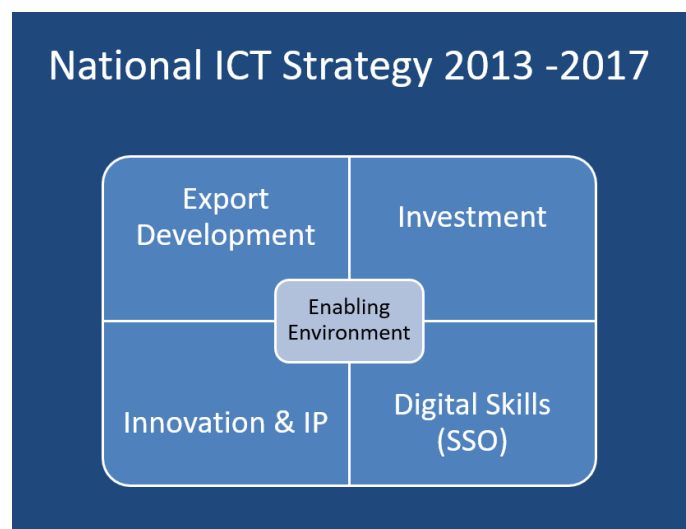 National ICT Strategy 2013 -2017
Export
Development
Investment
Enabling
Environment
Innovation & IP
Digital Skills
(SSO)